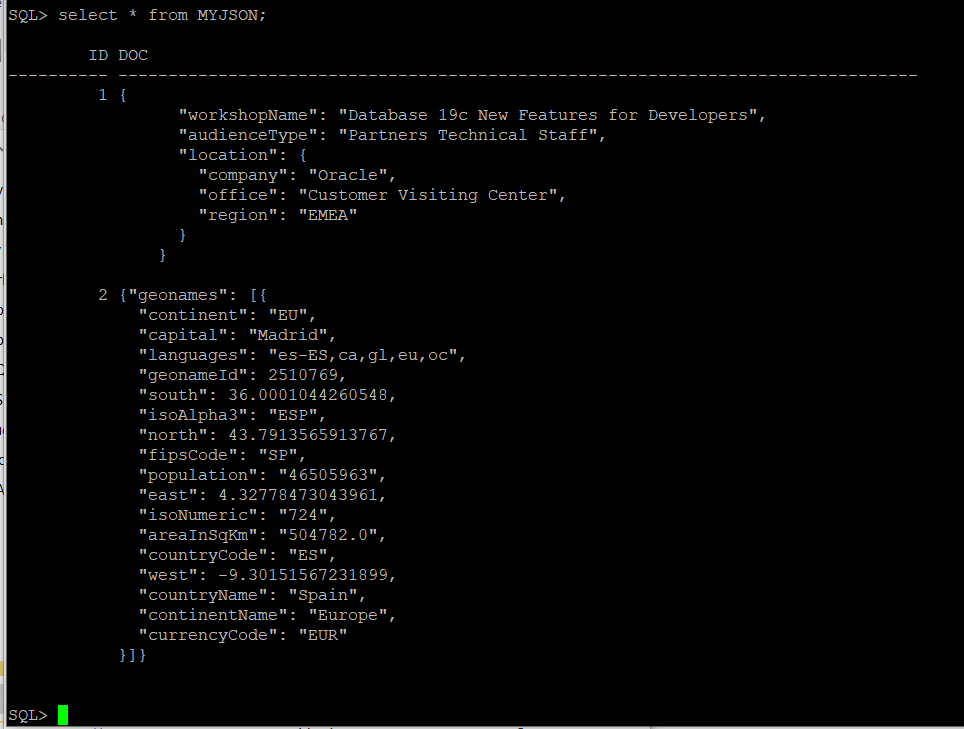 SQL> select * from MYJSON;
        ID DOC
---------- --------------------------------------------------------------------------------
         1 {
                 "workshopName": "Database 19c New Features for Developers",
                 "audienceType": "Partners Technical Staff",
                 "location": {
                   "company": "Oracle",
                   "office": "Customer Visiting Center",
                   "region": "EMEA"
                 }
               }
         2 {"geonames": [{
             "continent": "EU",
             "capital": "Madrid",
             "languages": "es-ES,ca,gl,eu,oc",
             "geonameId": 2510769,
             "south": 36.0001044260548,
             "isoAlpha3": "ESP",
             "north": 43.7913565913767,
             "fipsCode": "SP",
             "population": "46505963",
             "east": 4.32778473043961,
             "isoNumeric": "724",
             "areaInSqKm": "504782.0",
             "countryCode": "ES",
             "west": -9.30151567231899,
             "countryName": "Spain",
             "continentName": "Europe",
             "currencyCode": "EUR"
           }]}
SQL>